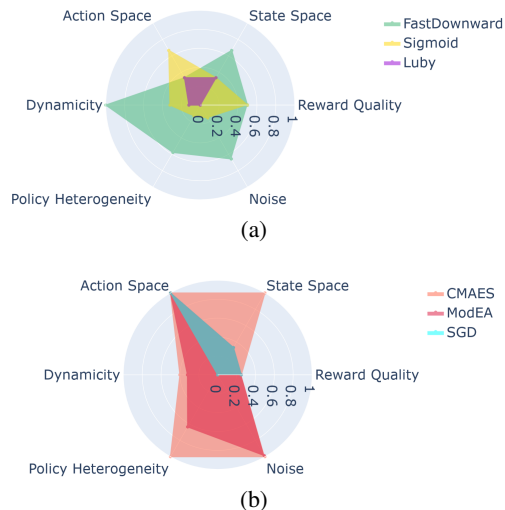 Action Space
State Space
FastDownward
Sigmoid
Luby
Dynamicity
Reward Quality
0
0.2
0.4
0.6
0.8
1
Policy Heterogeneity
Noise
(a)
Action Space
State Space
CMAES
ModEA
SGD
Dynamicity
Reward Quality
0
0.2
0.4
0.6
0.8
1
Policy Heterogeneity
Noise
(b)